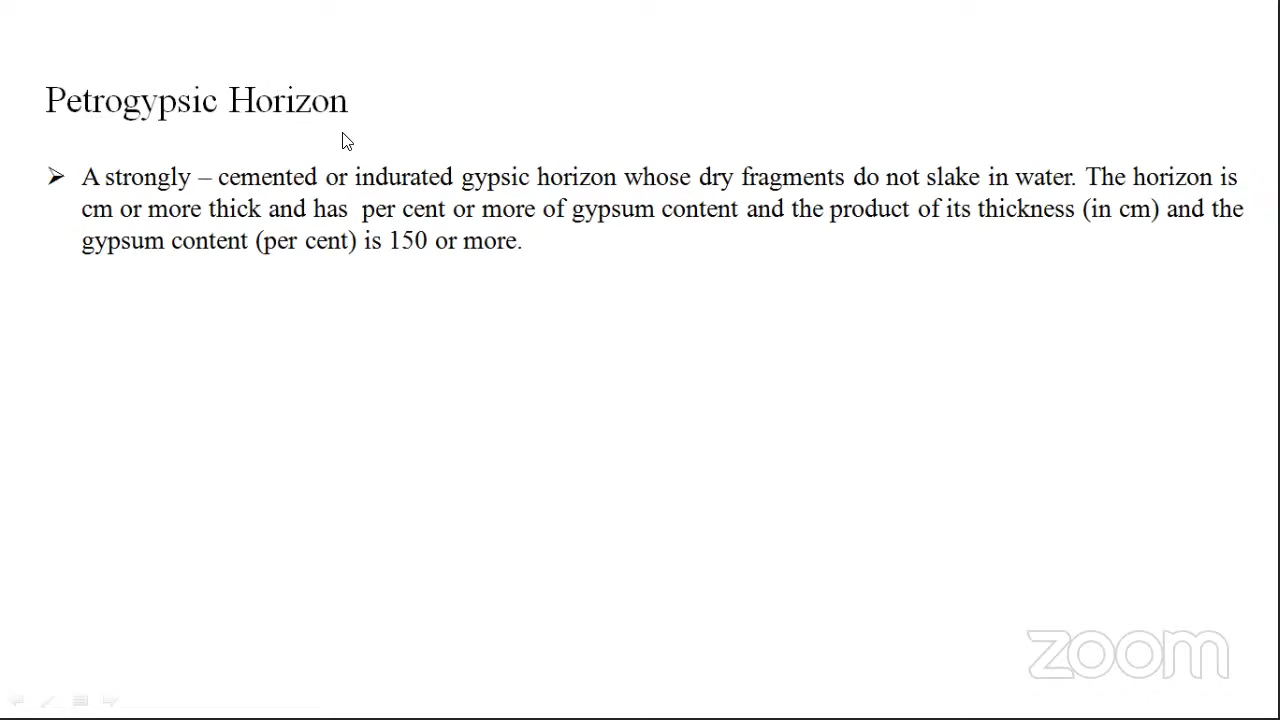 Petrogypsic Horizon
A strongly – cemented or indurated gypsic horizon whose dry fragments do not slake in water. The horizon is
cm or more thick and has per cent or more of gypsum content and the product of its thickness (in cm) and the
gypsum content (per cent) is 150 or more.
zoom